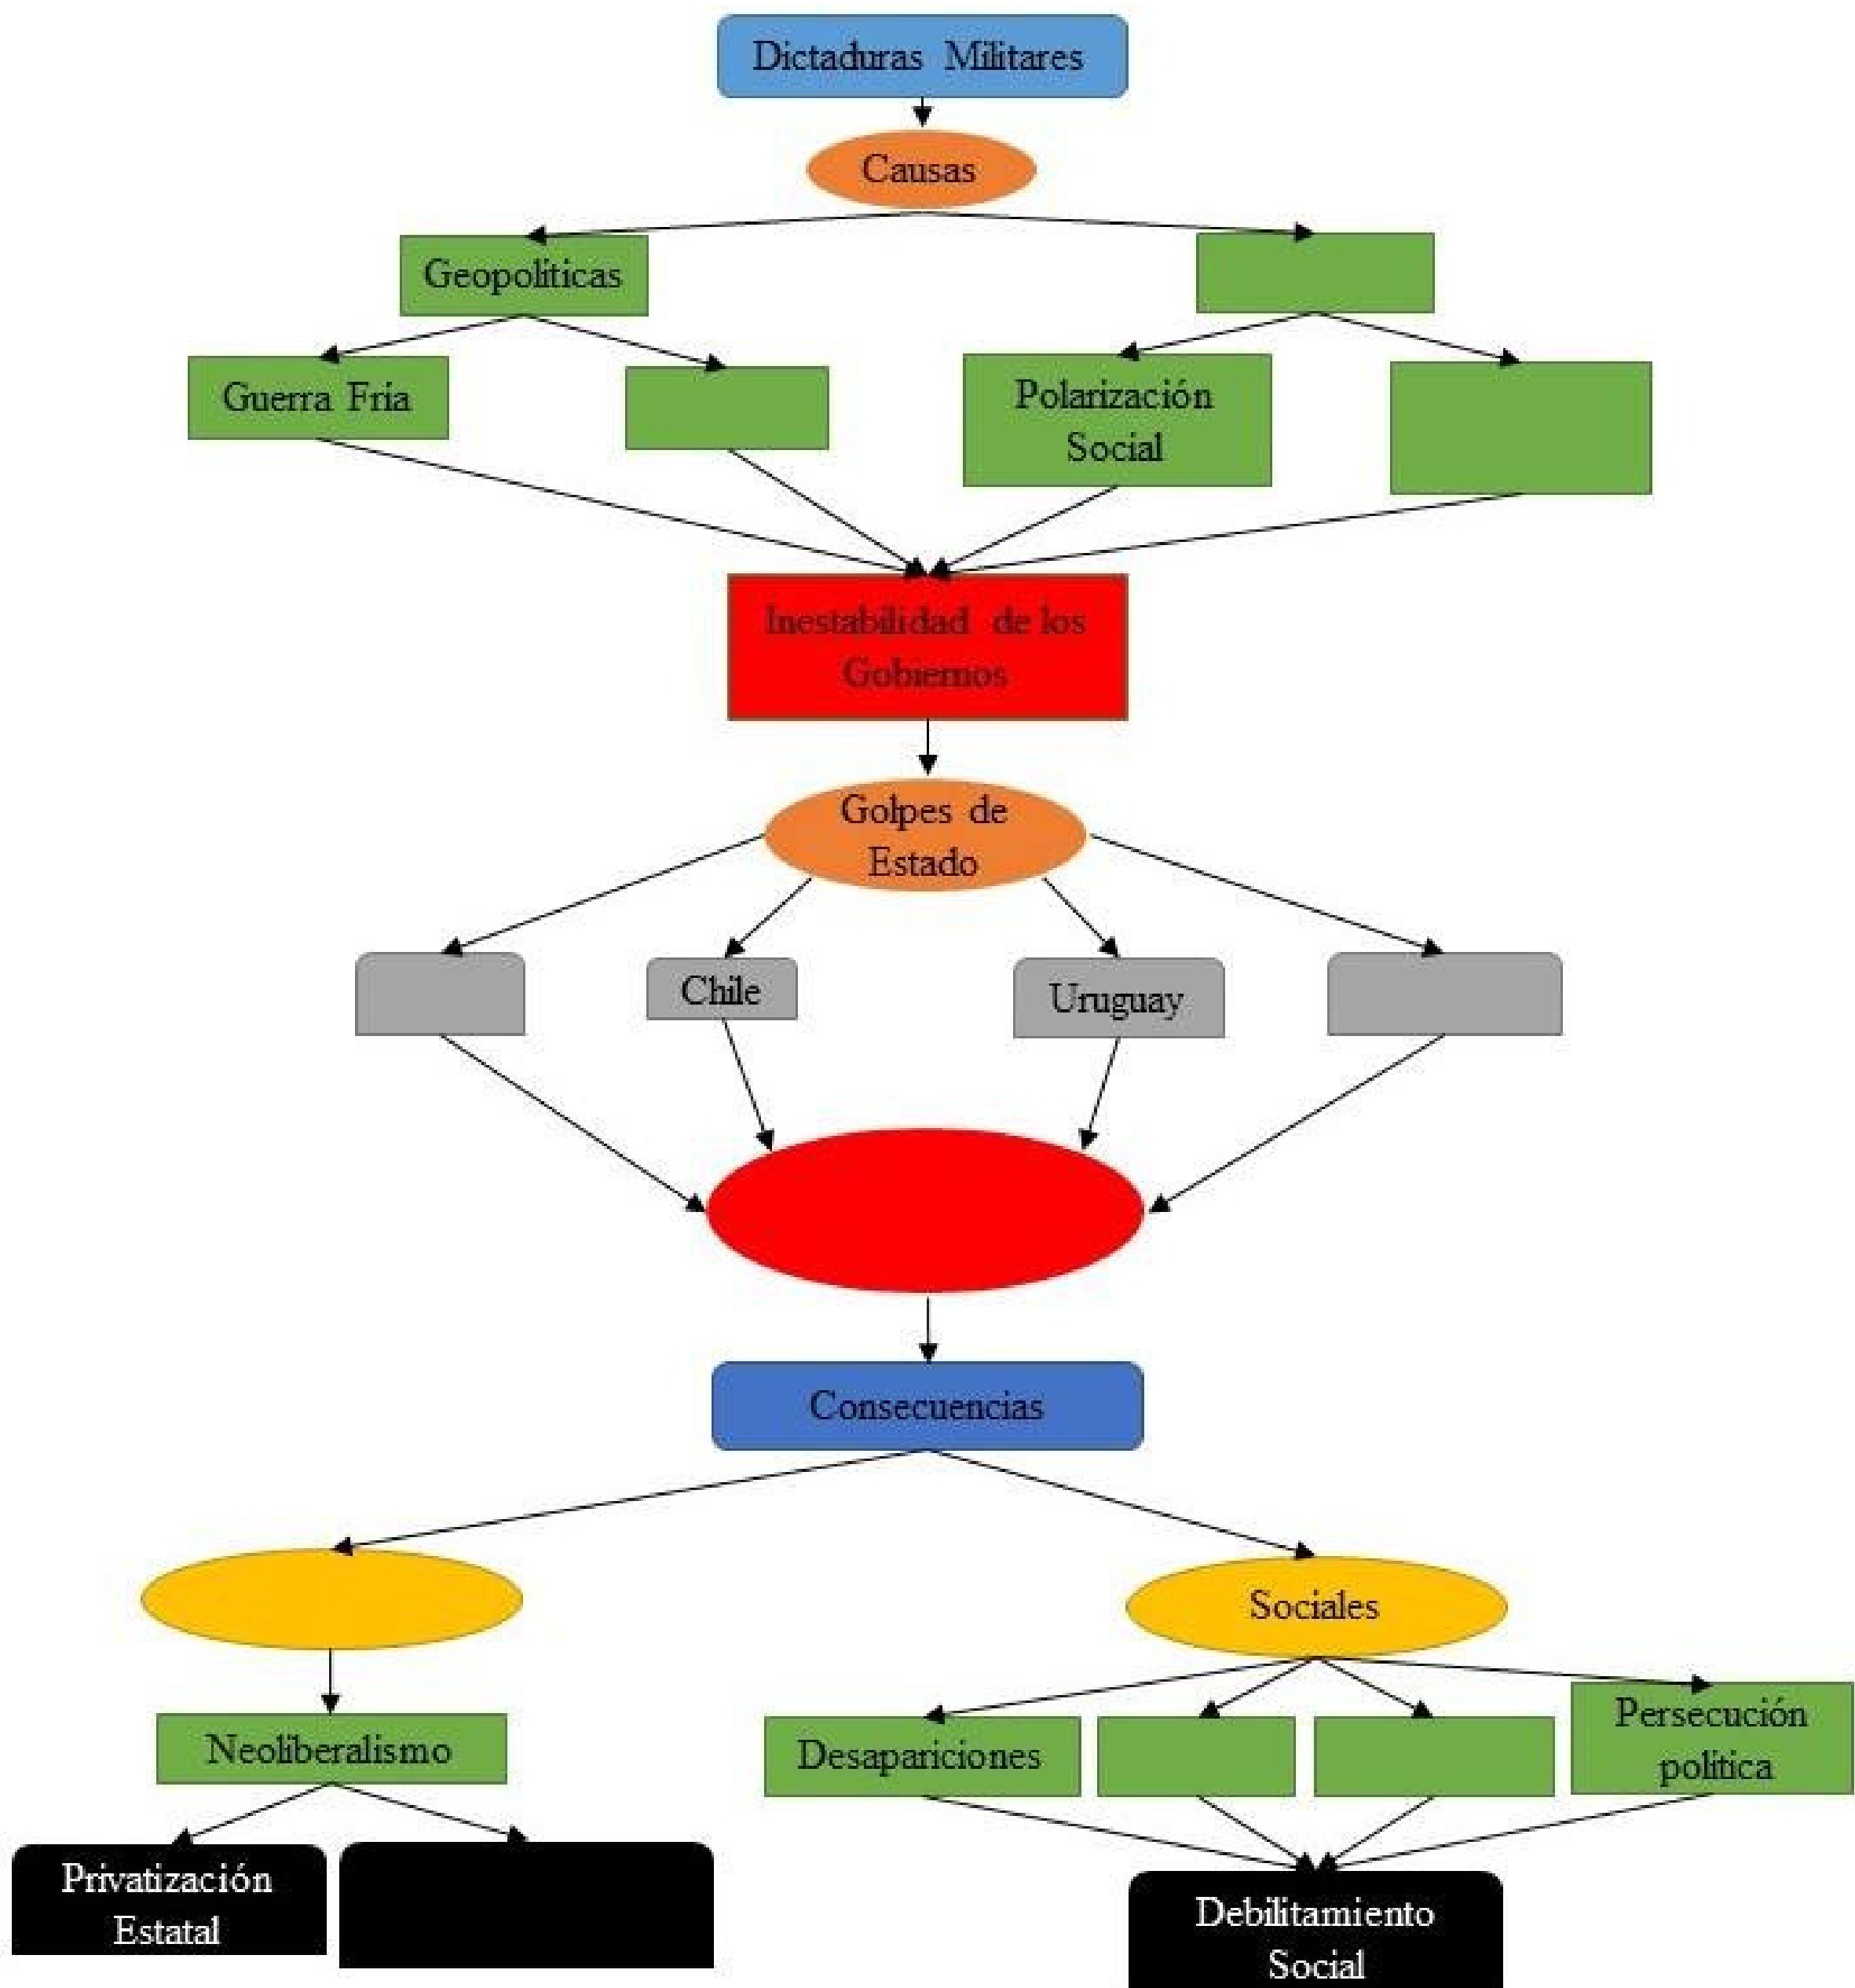 Dictaduras Militares
Causas
Geopolíticas
Guerra Fría
Polarización
Social
Inestabilidad de los
Gobiernos
Golpes de
Estado
Chile
Uruguay
Consecuencias
Sociales
Neoliberalismo
Desapariciones
Persecución
política
Privatización
Estatal
Debilitamiento
Social